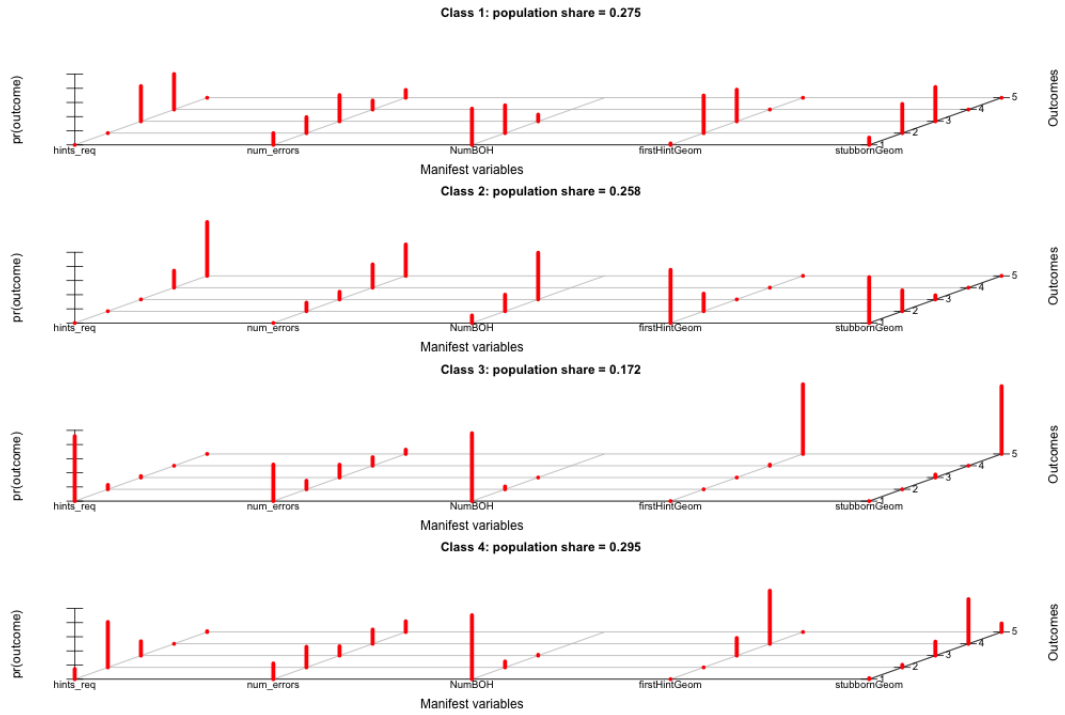 Class 1: population share = 0.275
pr(outcome)
Outcomes
5
4
3
2
1
hints_req
num_errors
NumBOH
firstHintGeom
stubbornGeom
Manifest variables
Class 2: population share = 0.258
pr(outcome)
Outcomes
5
4
3
2
1
hints_req
num_errors
NumBOH
firstHintGeom
stubbornGeom
Manifest variables
Class 3: population share = 0.172
pr(outcome)
Outcomes
5
4
3
2
1
hints_req
num_errors
NumBOH
firstHintGeom
stubbornGeom
Manifest variables
Class 4: population share = 0.295
pr(outcome)
Outcomes
5
4
3
2
1
hints_req
num_errors
NumBOH
firstHintGeom
stubbornGeom
Manifest variables